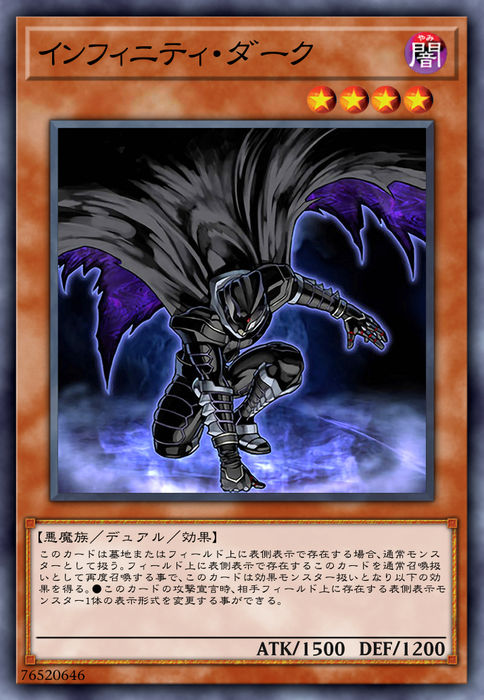 インフィニティ・ダーク
やみ
闇
【悪魔族／デュアル／効果】
このカードは墓地またはフィールド上に表側表示で存在する場合、通常モンス
ターとして扱う。フィールド上に表側表示で存在するこのカードを通常召喚扱
いとして再度召喚する事で、このカードは効果モンスター扱いとなり以下の効
果を得る。●このカードの攻撃宣言時、相手フィールド上に存在する表側表示モ
ンスター1体の表示形式を変更する事ができる。
ATK/1500 DEF/1200
76520646